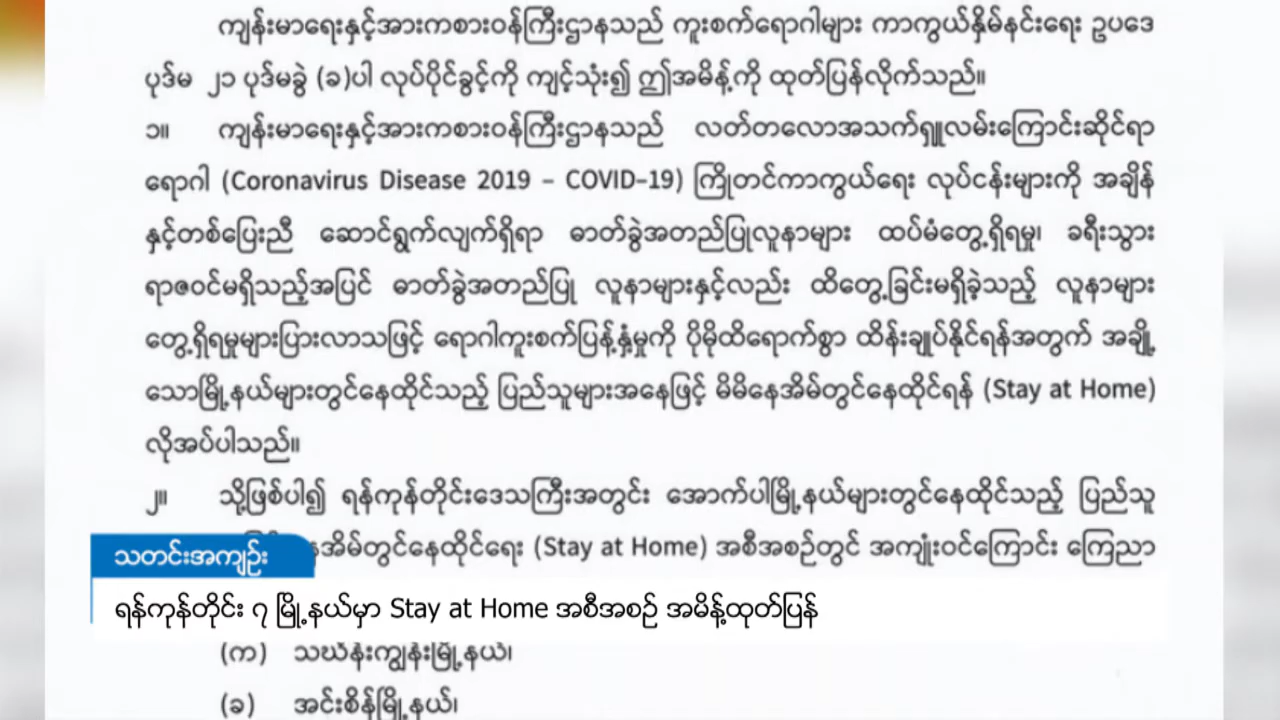 ကျန်းမာရေးနှင့်အားကစားဝန်ကြီးဌာနသည် ကူးစက်ရောဂါများ ကာကွယ်နှိမ်နင်းရေး ဥပဒေ
ပုဒ်မ ၂၁ ပုဒ်မခွဲ (ခ)ပါ လုပ်ပိုင်ခွင့်ကို ကျင့်သုံး၍ ဤအမိန့်ကို ထုတ်ပြန်လိုက်သည်။
၁။ ကျန်းမာရေးနှင့်အားကစားဝန်ကြီးဌာနသည် လတ်တလောအသက်ရှူလမ်းကြောင်းဆိုင်ရာ
ရောဂါ (Coronavirus Disease 2019 – COVID-19) ကြိုတင်ကာကွယ်ရေး လုပ်ငန်းများကို အချိန်
နှင့်တစ်ပြေးညီ ဆောင်ရွက်လျက်ရှိရာ ဓာတ်ခွဲအတည်ပြုလူနာများ ထပ်မံတွေ့ရှိရမှု၊ ခရီးသွား
ရာဇဝင်မရှိသည့်အပြင် ဓာတ်ခွဲအတည်ပြု လူနာများနှင့်လည်း ထိတွေ့ခြင်းမရှိခဲ့သည့် လူနာများ
တွေ့ရှိရမှုများပြားလာသဖြင့် ရောဂါကူးစက်ပြန့်နှံ့မှုကို ပိုမိုထိရောက်စွာ ထိန်းချုပ်နိုင်ရန်အတွက် အချို့
သောမြို့နယ်များတွင်နေထိုင်သည့် ပြည်သူများအနေဖြင့် မိမိနေအိမ်တွင်နေထိုင်ရန် (Stay at Home)
လိုအပ်ပါသည်။
၂။ သို့ဖြစ်ပါ၍ ရန်ကုန်တိုင်းဒေသကြီးအတွင်း အောက်ပါမြို့နယ်များတွင်နေထိုင်သည့် ပြည်သူ
နေအိမ်တွင်နေထိုင်ရေး (Stay at Home) အစီအစဉ်တွင် အကျုံးဝင်ကြောင်း ကြေညာ
သတင်းအကျဉ်း
ရန်ကုန်တိုင်း ၇ မြို့နယ်မှာ Stay at Home အစီအစဉ် အမိန့်ထုတ်ပြန်
(က) သင်္ဃန်းကျွန်းမြို့နယ်၊
(ခ) အင်းစိန်မြို့နယ်၊